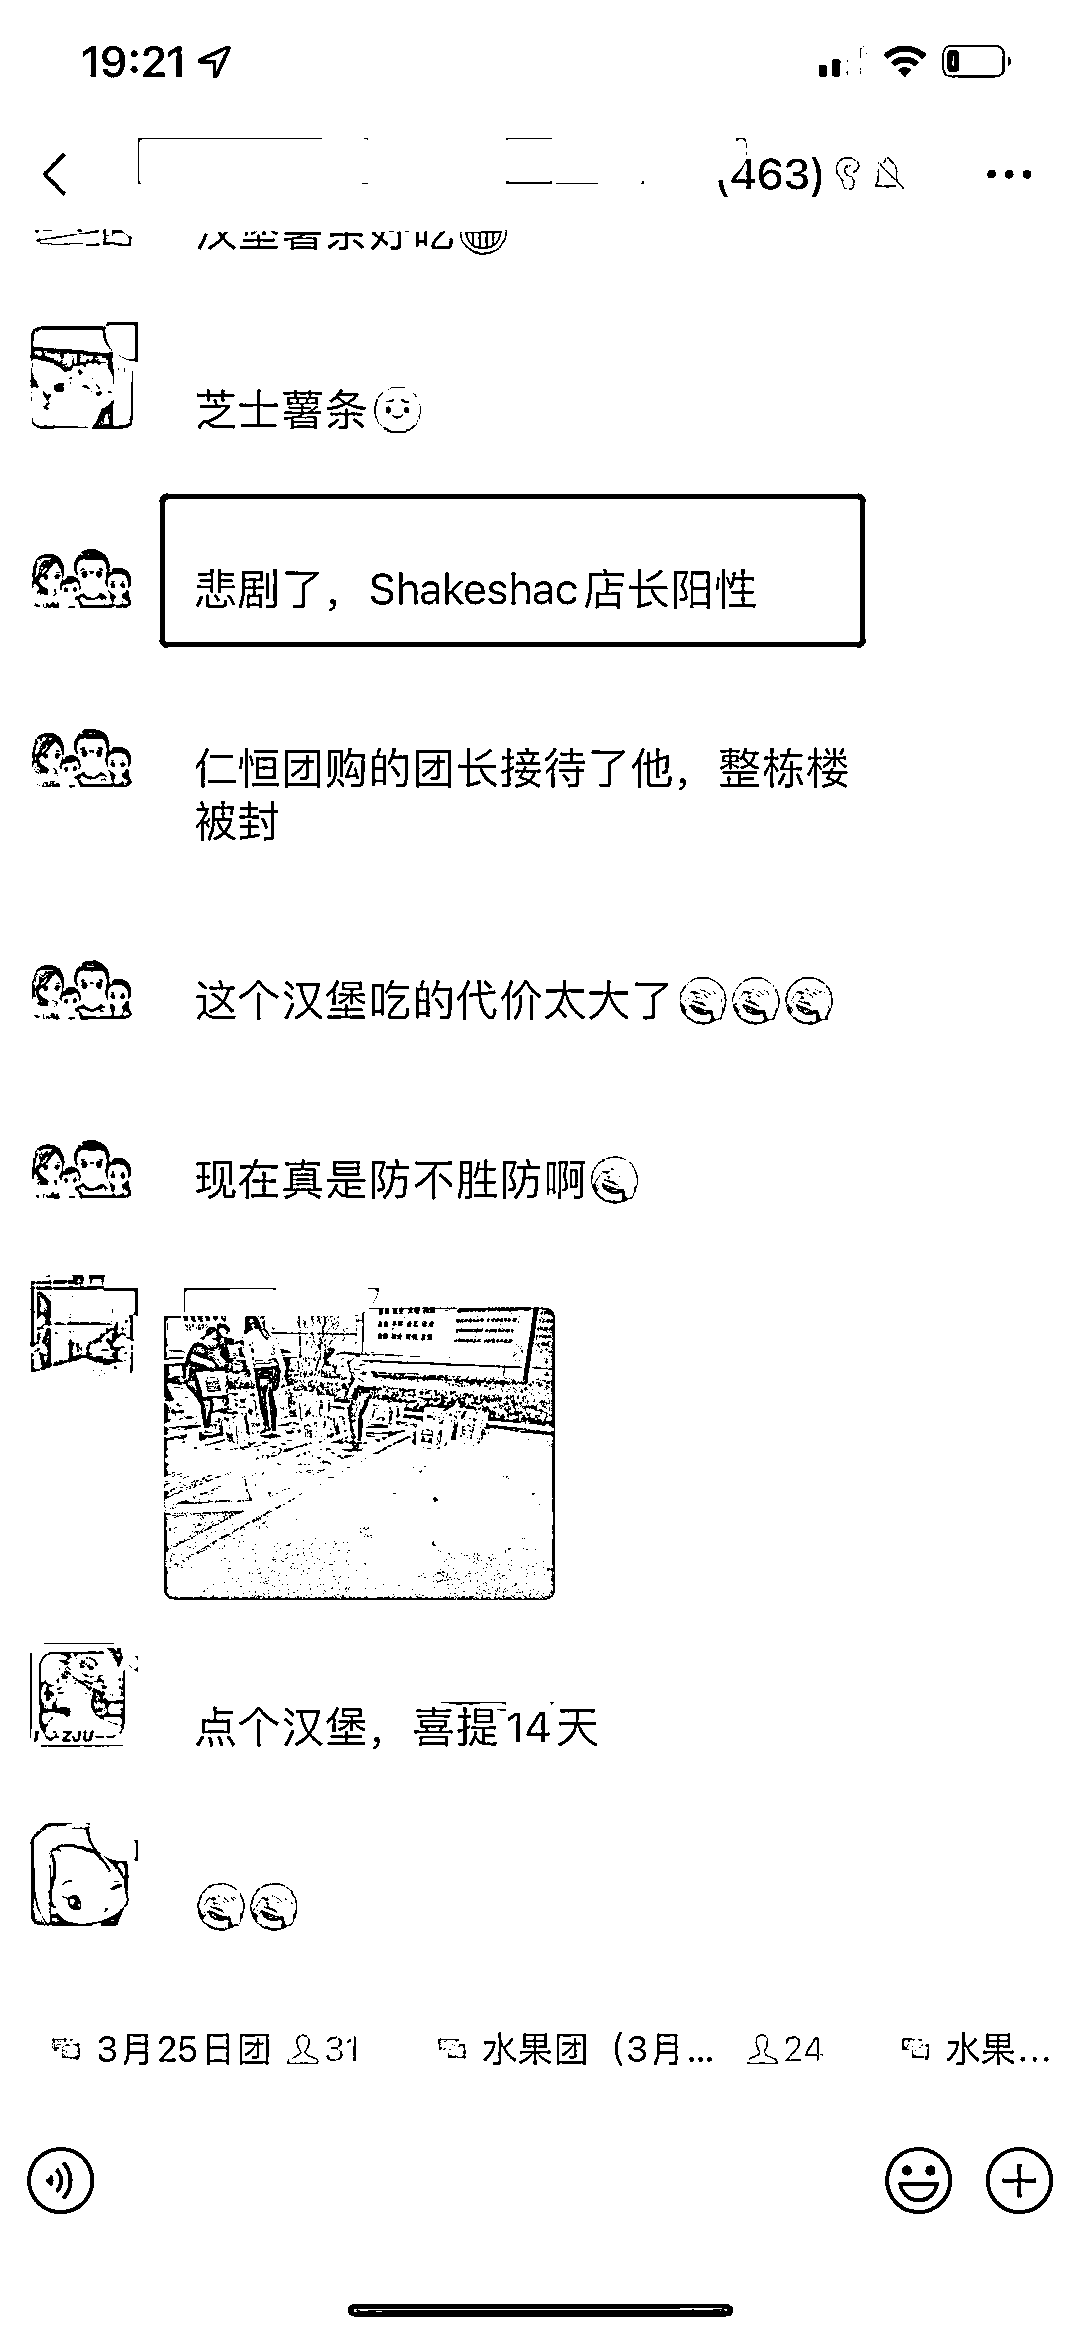 19:21
(463)
汉堡薯条好吃
芝士薯条
悲剧了，Shakeshac店长阳性
仁恒团购的团长接待了他，整栋楼
被封
这个汉堡吃的代价太大了
现在真是防不胜防啊
ZJU
点个汉堡，喜提14天
3月25日团 31 水果团（3月... 24 水果...